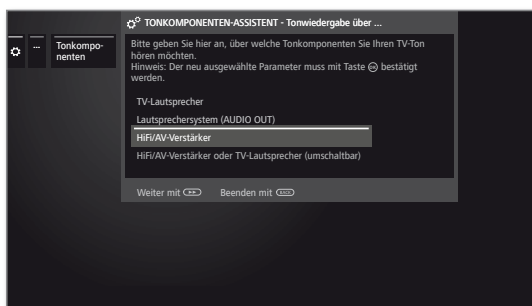 TONKOMPONENTEN-ASSISTENT - Tonwiedergabe über ...
...
Tonkompo-
nenten
Bitte geben Sie hier an, über welche Tonkomponenten Sie Ihren TV-Ton
hören möchten.
Hinweis: Der neu ausgewählte Parameter muss mit Taste OK bestätigt
werden.
TV-Lautsprecher
Lautsprechersystem (AUDIO OUT)
HiFi/AV-Verstärker
HiFi/AV-Verstärker oder TV-Lautsprecher (umschaltbar)
Weiter mit Beenden mit BACK